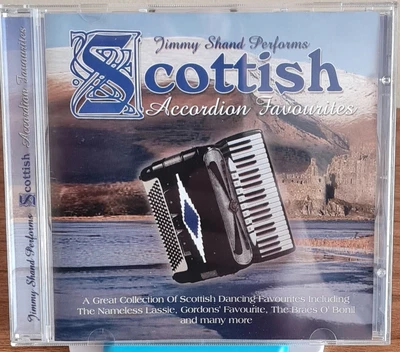 Jimmy Shand Performs
Scottish
Accordion Favourites
A Great Collection Of Scottish Dancing Favourites Including
The Nameless Lassie, Gordons' Favourite, The Braes O' Bonil
and many more
Jimmy Shand Performs Scottish Accordion Favourites